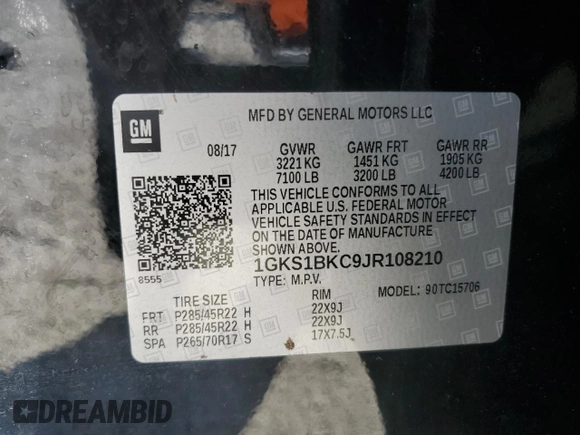 GM
MFD BY GENERAL MOTORS LLC
08/17 GVWR GAWR FRT GAWR RR
3221 KG 1451 KG 1905 KG
7100 LB 3200 LB 4200 LB
THIS VEHICLE CONFORMS TO ALL
APPLICABLE U.S. FEDERAL MOTOR
VEHICLE SAFETY STANDARDS IN EFFECT
ON THE DATE OF MANUFACTURE
SHOWN ABOVE.
8555
1GKS1BKC9JR108210
TYPE: M.P.V. MODEL: 90TC15706
TIRE SIZE RIM
FRT P285/45R22 H 22X9J
RR P285/45R22 H 22X9J
SPA P265/70R17 S 17X7.5J
DREAMBID